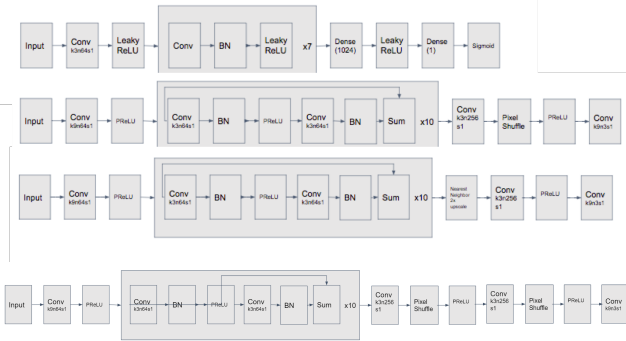 Input
Conv
k3n64s1
Leaky
ReLU
Conv
BN
Leaky
ReLU
x7
Dense
(1024)
Leaky
ReLU
Dense
(1)
Sigmoid
Input
Conv
k9n64s1
PReLU
Conv
k3n64s1
BN
PReLU
Conv
k3n64s1
BN
Sum
x10
Conv
k3n256
s1
Pixel
Shuffle
PReLU
Conv
k9n3s1
Input
Conv
k9n64s1
PReLU
Conv
k3n64s1
BN
PReLU
Conv
k3n64s1
BN
Sum
x10
Nearest
Neighbor
2x
upscale
Conv
k3n256
s1
PReLU
Conv
k9n3s1
Input
Conv
k9n64s1
PReLU
Conv
k3n64s1
BN
PReLU
Conv
k3n64s1
BN
Sum
x10
Conv
k3n256
s1
Pixel
Shuffle
PReLU
Conv
k3n256
s1
Pixel
Shuffle
PReLU
Conv
k9n3s1